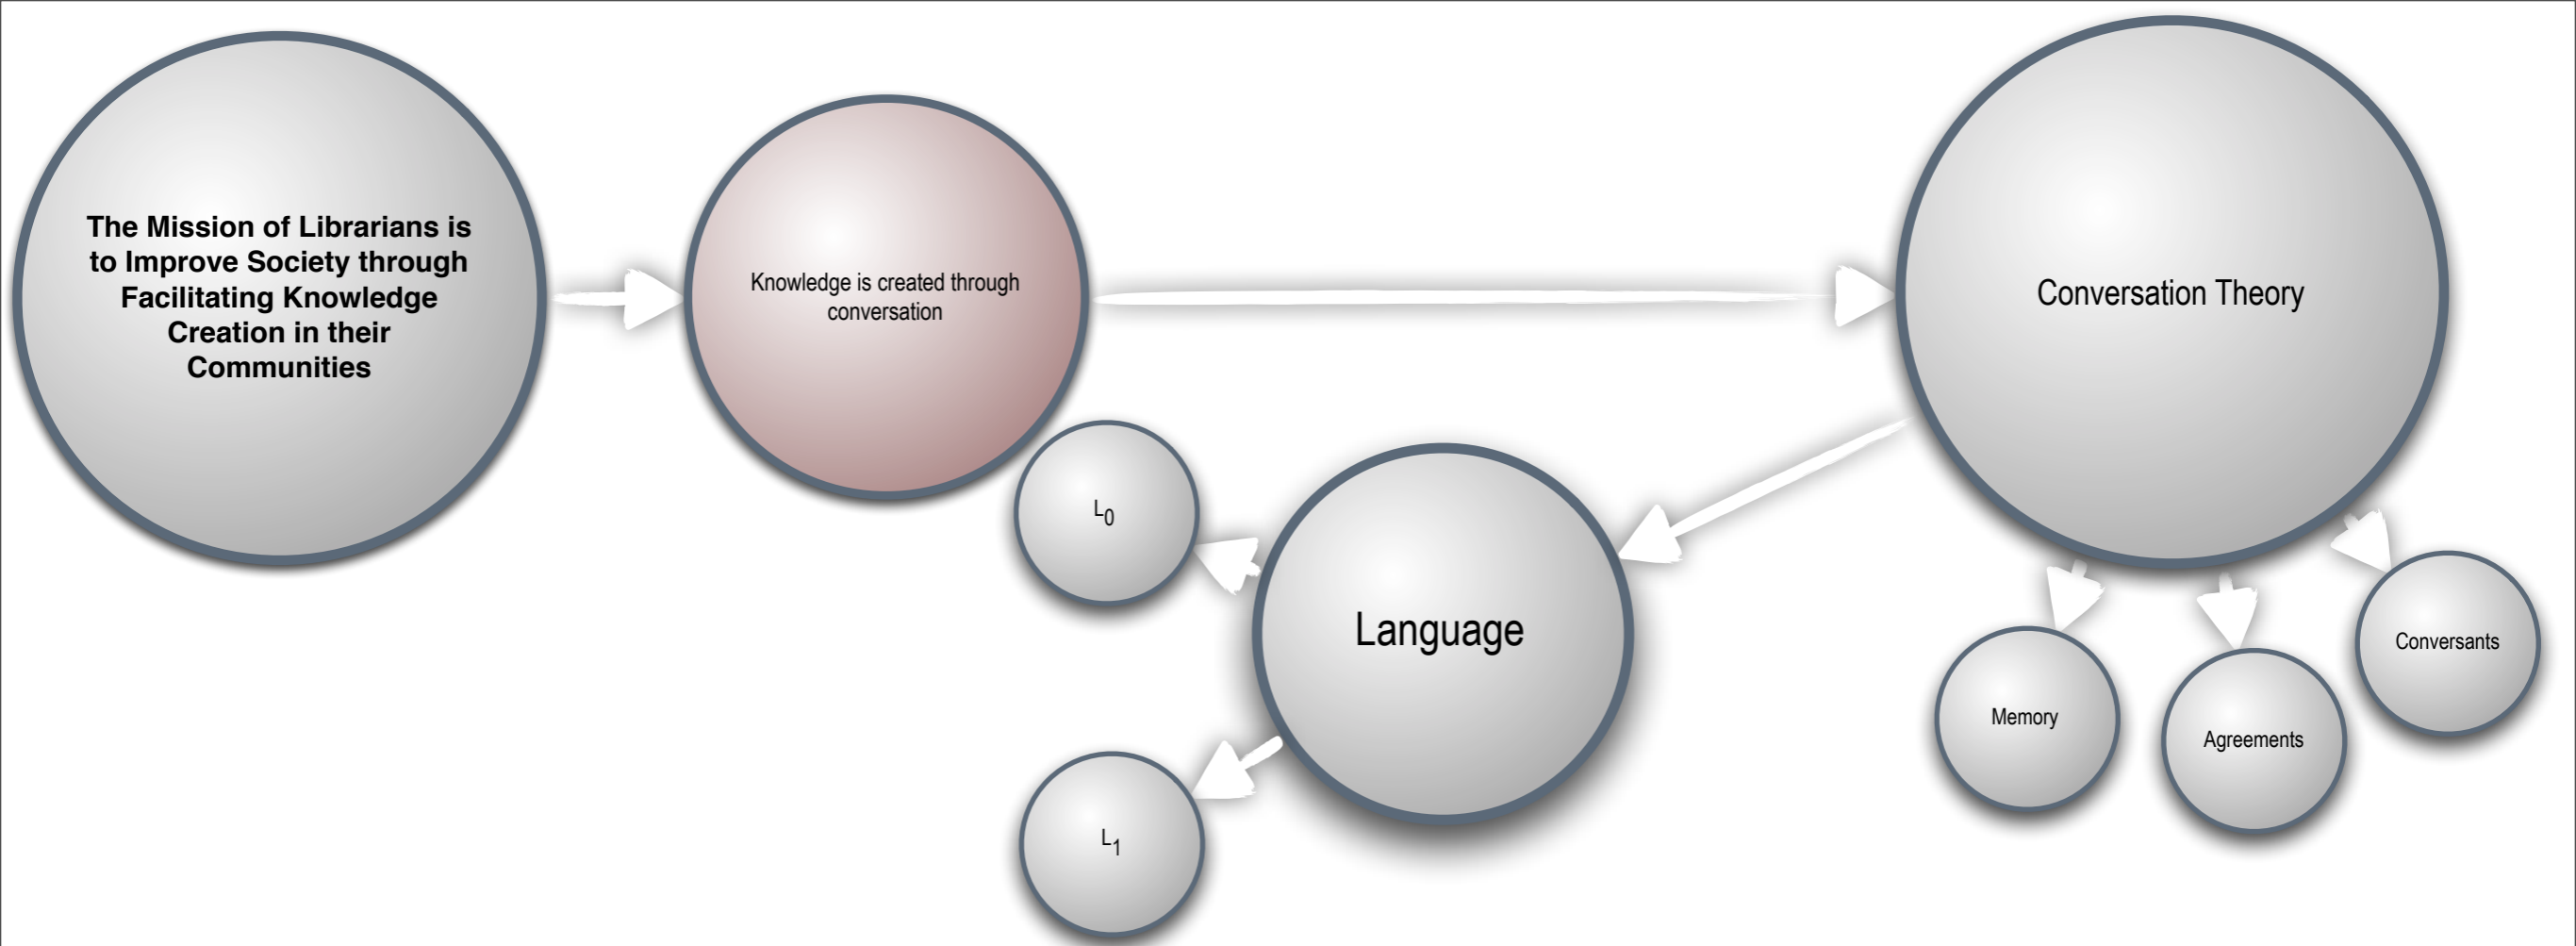 The Mission of Librarians is
to Improve Society through
Facilitating Knowledge
Creation in their
Communities
Knowledge is created through
conversation
Conversation Theory
L0
Language
L1
Memory
Agreements
Conversants